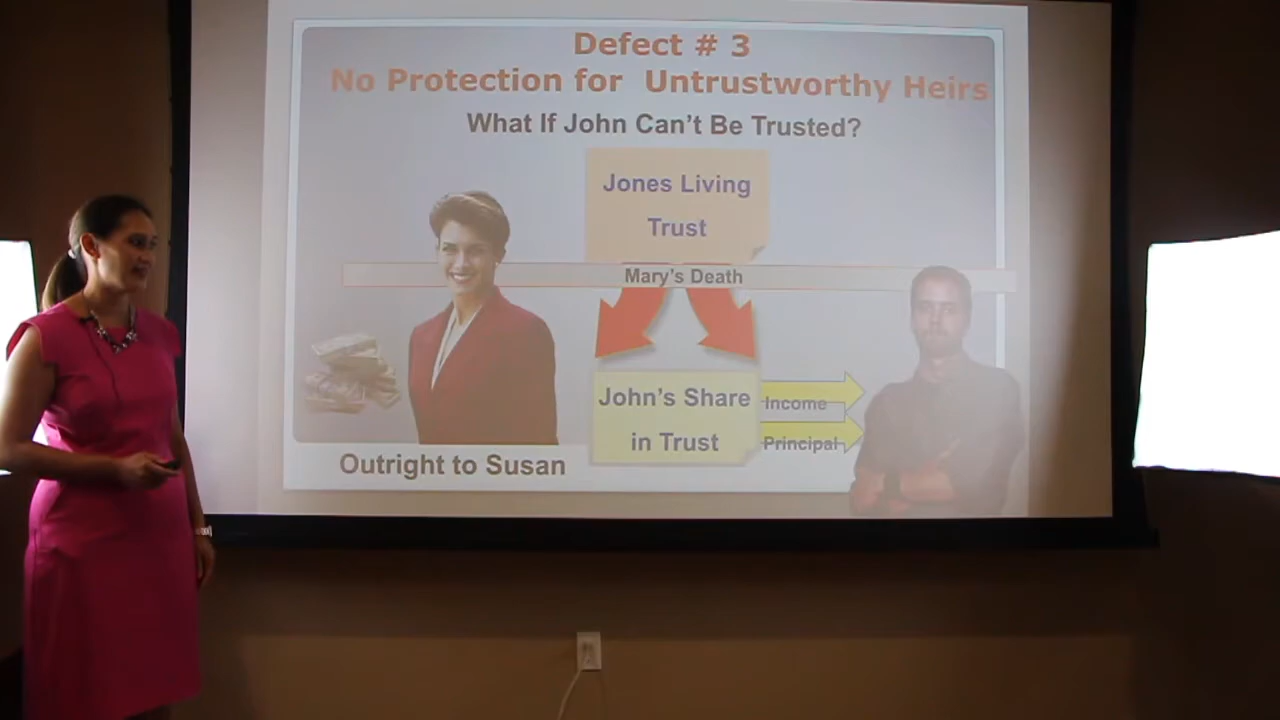 Defect # 3
No Protection for Untrustworthy Heirs
What If John Can't Be Trusted?
Jones Living
Trust
Mary's Death
John's Share
in Trust
Income
Principal
Outright to Susan